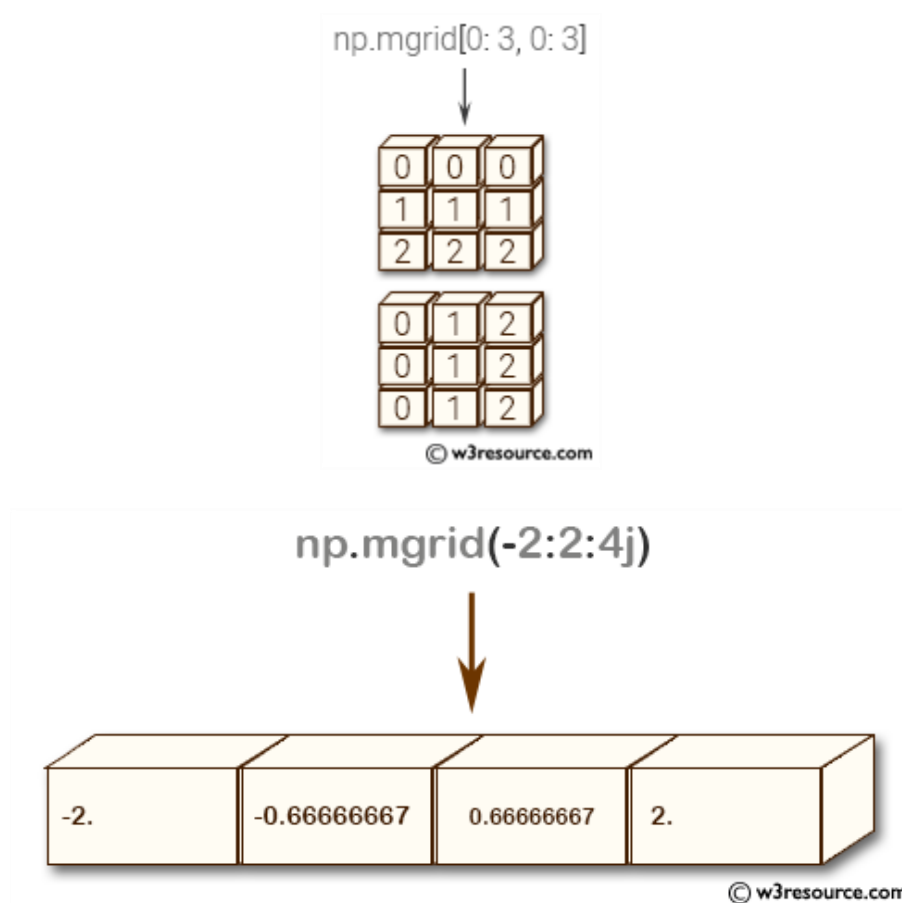 np.mgrid[0: 3, 0: 3]
0 0 0
1 1 1
2 2 2
0 1 2
0 1 2
0 1 2
© w3resource.com
np.mgrid(-2:2:4j)
-2. -0.66666667 0.66666667 2.
© w3resource.com